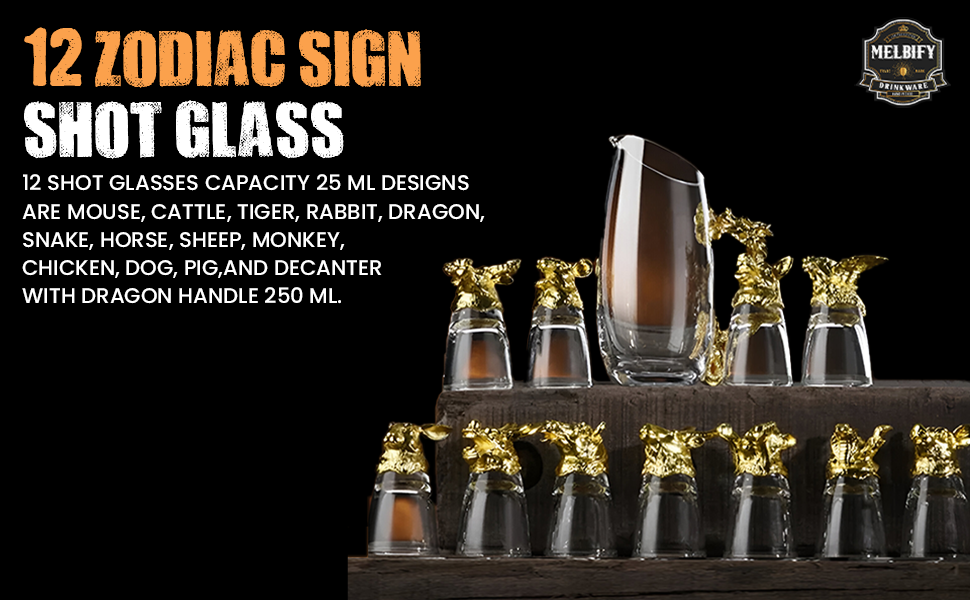 12 ZODIAC SIGN
SHOT GLASS
12 SHOT GLASSES CAPACITY 25 ML DESIGNS
ARE MOUSE, CATTLE, TIGER, RABBIT, DRAGON,
SNAKE, HORSE, SHEEP, MONKEY,
CHICKEN, DOG, PIG,AND DECANTER
WITH DRAGON HANDLE 250 ML.
MELBIFY
DRINKWARE